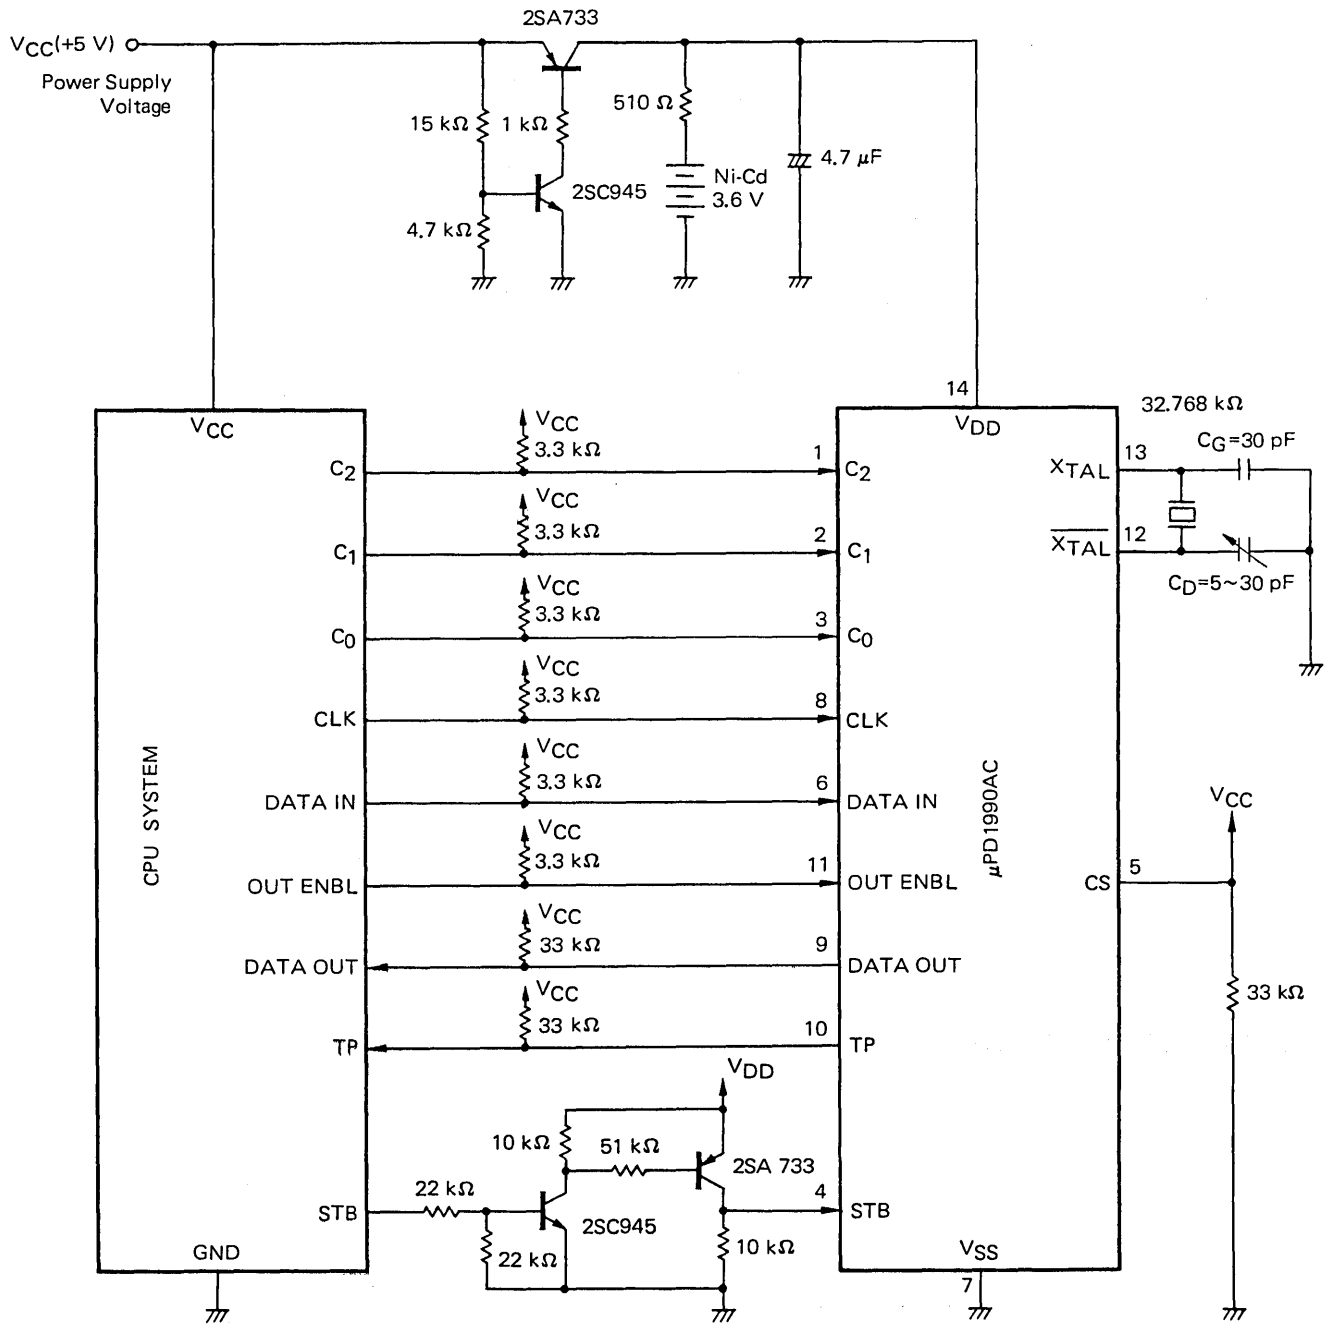 2SA733
VCC(+5 V)
Power Supply
Voltage
15 kΩ
1 kΩ
510 Ω
4.7 µF
Ni-Cd
3.6 V
2SC945
4.7 kΩ
14
VCC
VDD
32.768 kΩ
CG=30 pF
VCC
3.3 kΩ
C2
1
C2
XTAL
13
VCC
3.3 kΩ
C1
2
C1
XTAL
12
CD=5~30 pF
VCC
3.3 kΩ
C0
3
C0
VCC
3.3 kΩ
CLK
8
CLK
VCC
3.3 kΩ
DATA IN
6
DATA IN
CPU SYSTEM
µPD1990AC
VCC
VCC
3.3 kΩ
OUT ENBL
11
OUT ENBL
CS
5
VCC
33 kΩ
DATA OUT
9
DATA OUT
33 kΩ
VCC
33 kΩ
TP
10
TP
VDD
10 kΩ
51 kΩ
2SA 733
22 kΩ
4
STB
STB
2SC945
22 kΩ
10 kΩ
GND
VSS
7